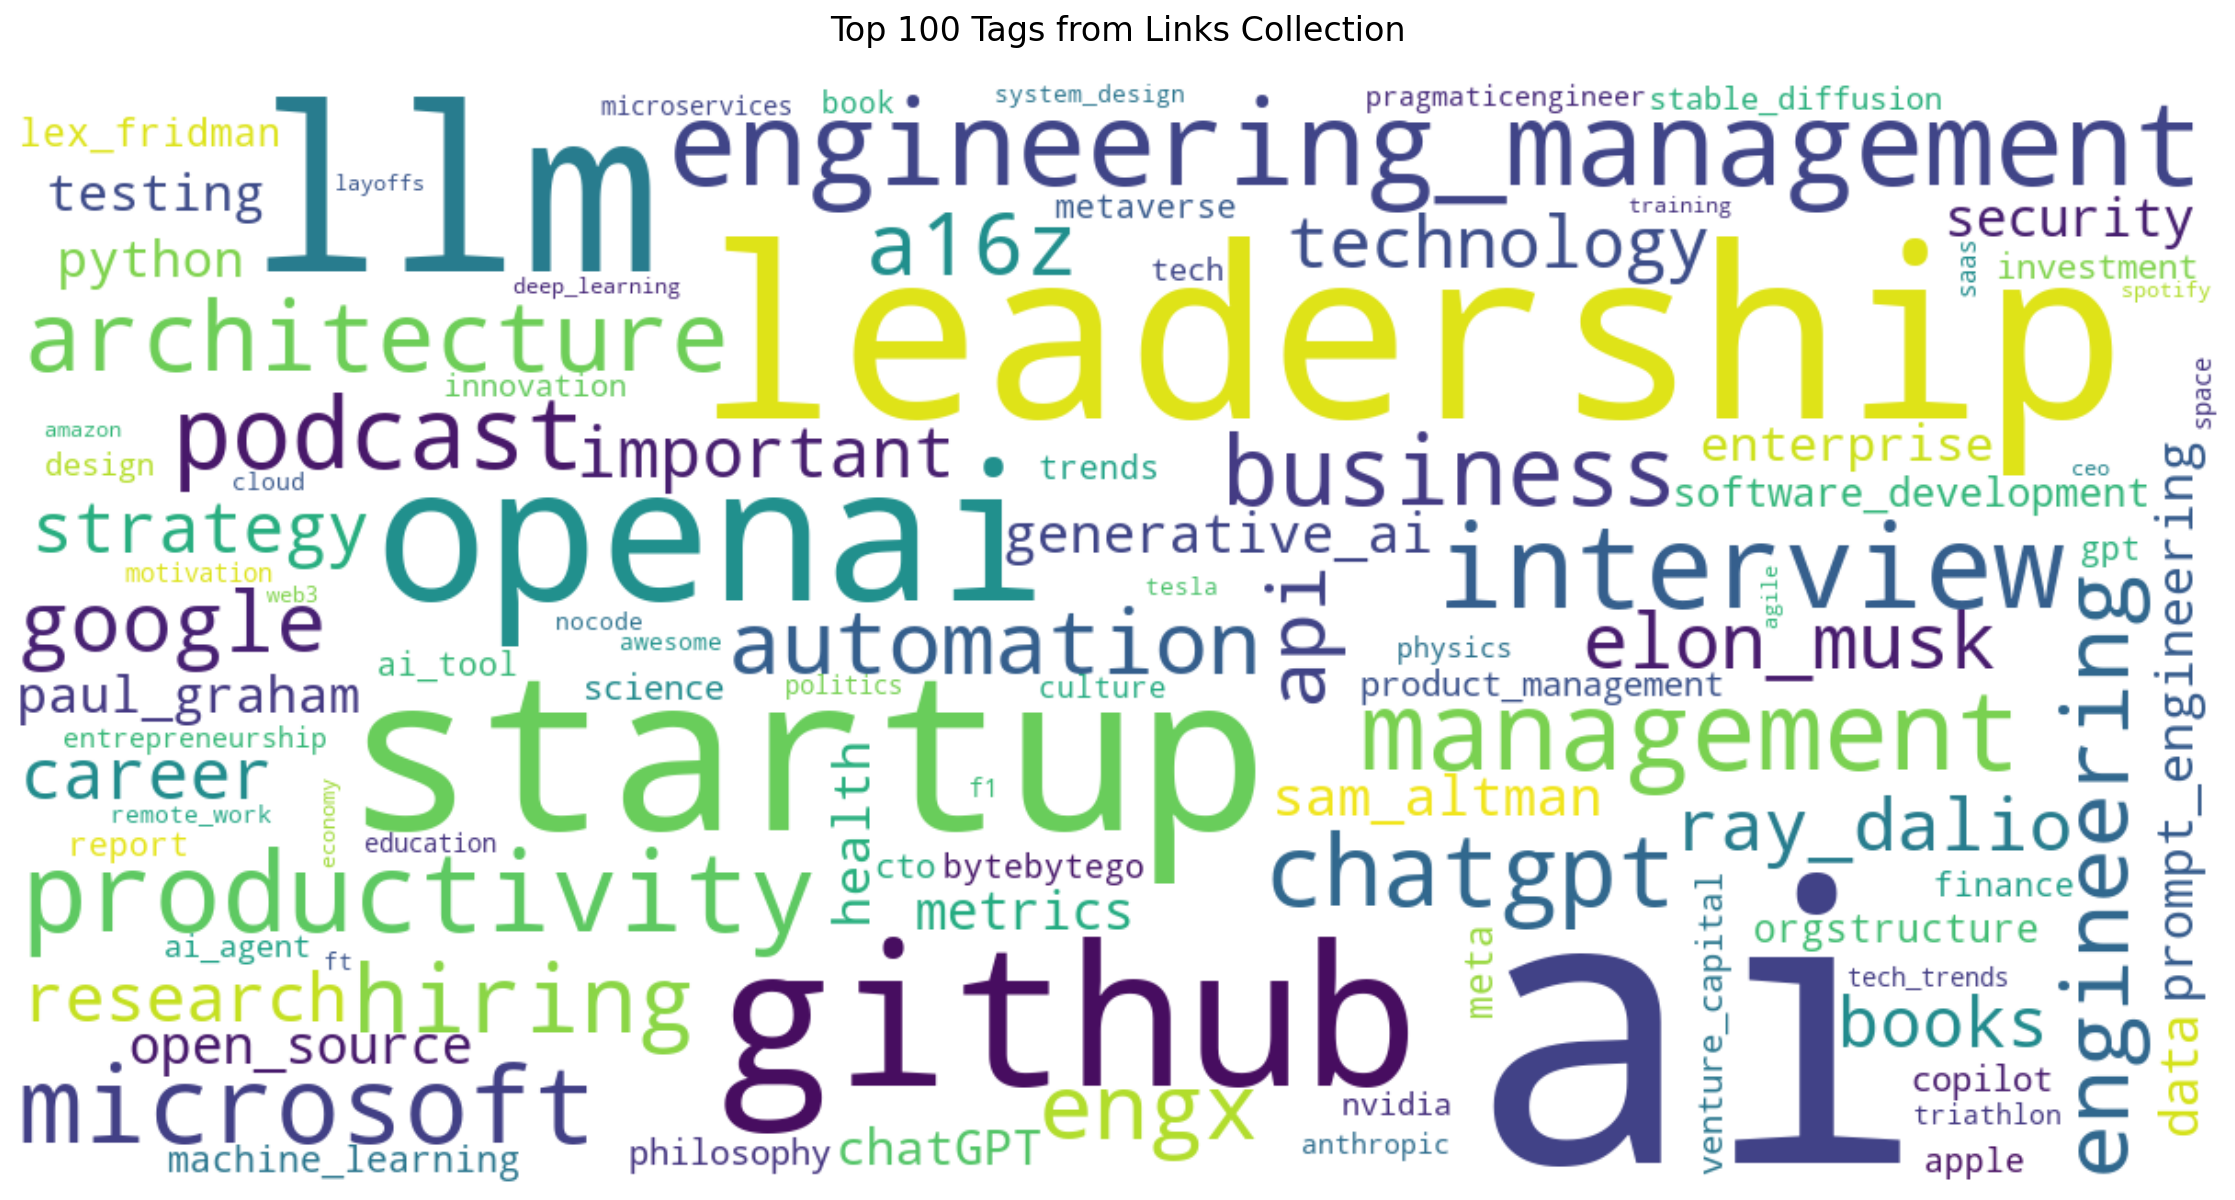 Top 100 Tags from Links Collection
microservices
book
system_design
pragmaticengineer
stable_diffusion
lex_fridman
llm
engineering_management
testing
layoffs
metaverse
training
security
python
a16z
technology
tech
saas
investment
deep_learning
spotify
architecture
leadership
innovation
space
amazon
podcast
important
business
enterprise
design
cloud
trends
ceo
software_development
strategy
openai
generative_ai
interview
gpt
prompt_engineering
motivation
web3
tesla
agile
google
nocode
awesome
automation
api
physics
elon_musk
engineering
paul_graham
ai_tool
science
politics
culture
product_management
entrepreneurship
startup
management
career
f1
sam_altman
remote_work
economy
health
report
education
ray_dalio
productivity
cto
bytebytego
chatgpt
finance
metrics
orgstructure
ai_agent
ft
meta
venture_capital
tech_trends
research
hiring
github
ai
books
open_source
data
microsoft
engx
nvidia
copilot
triathlon
machine_learning
philosophy
chatGPT
anthropic
apple